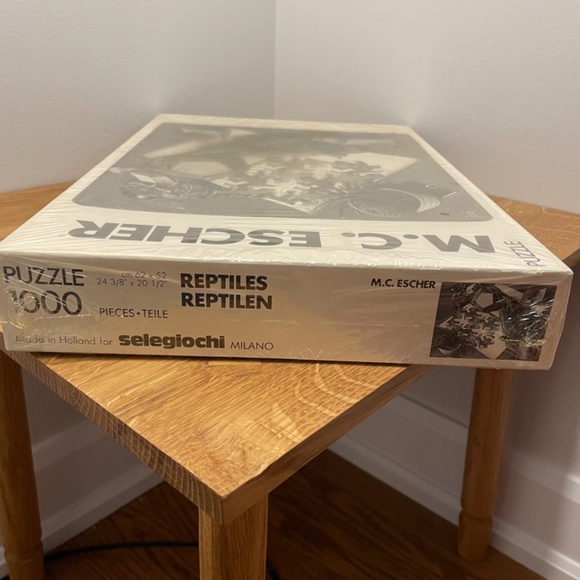 M.C. ESCHER
PUZZLE
PUZZLE
1000
cm 62 x 52
24 3/8" x 20 1/2"
PIECES•TEILE
REPTILES
REPTILEN
M.C. ESCHER
Made in Holland for selegiochi MILANO